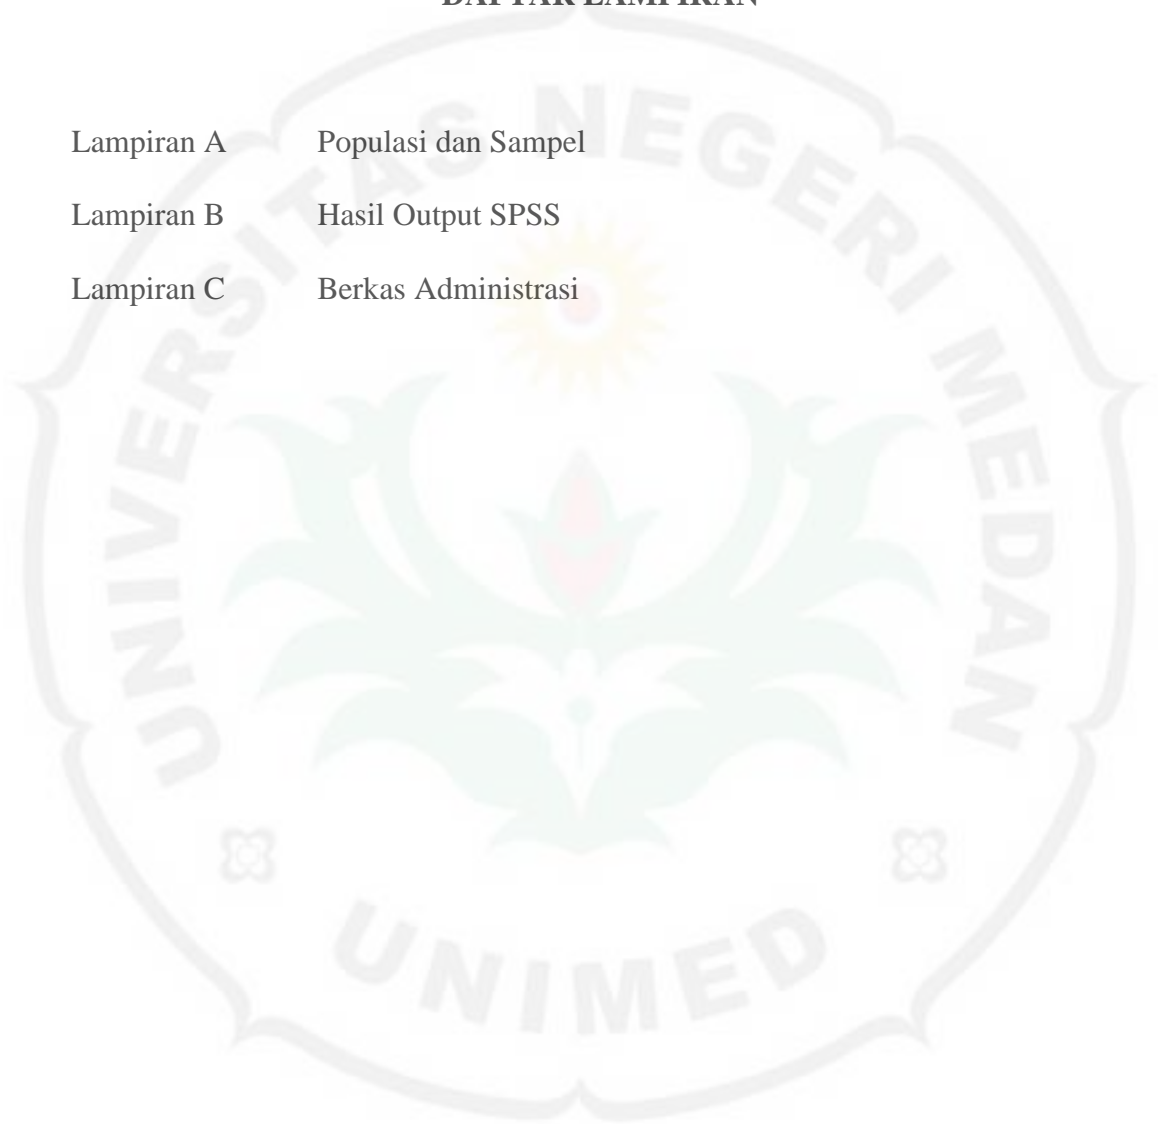 DAFTAR LAMPIRAN
Lampiran A Populasi dan Sampel
Lampiran B Hasil Output SPSS
Lampiran C Berkas Administrasi
UNIVERSITAS NEGERI MEDAN
UNIMED